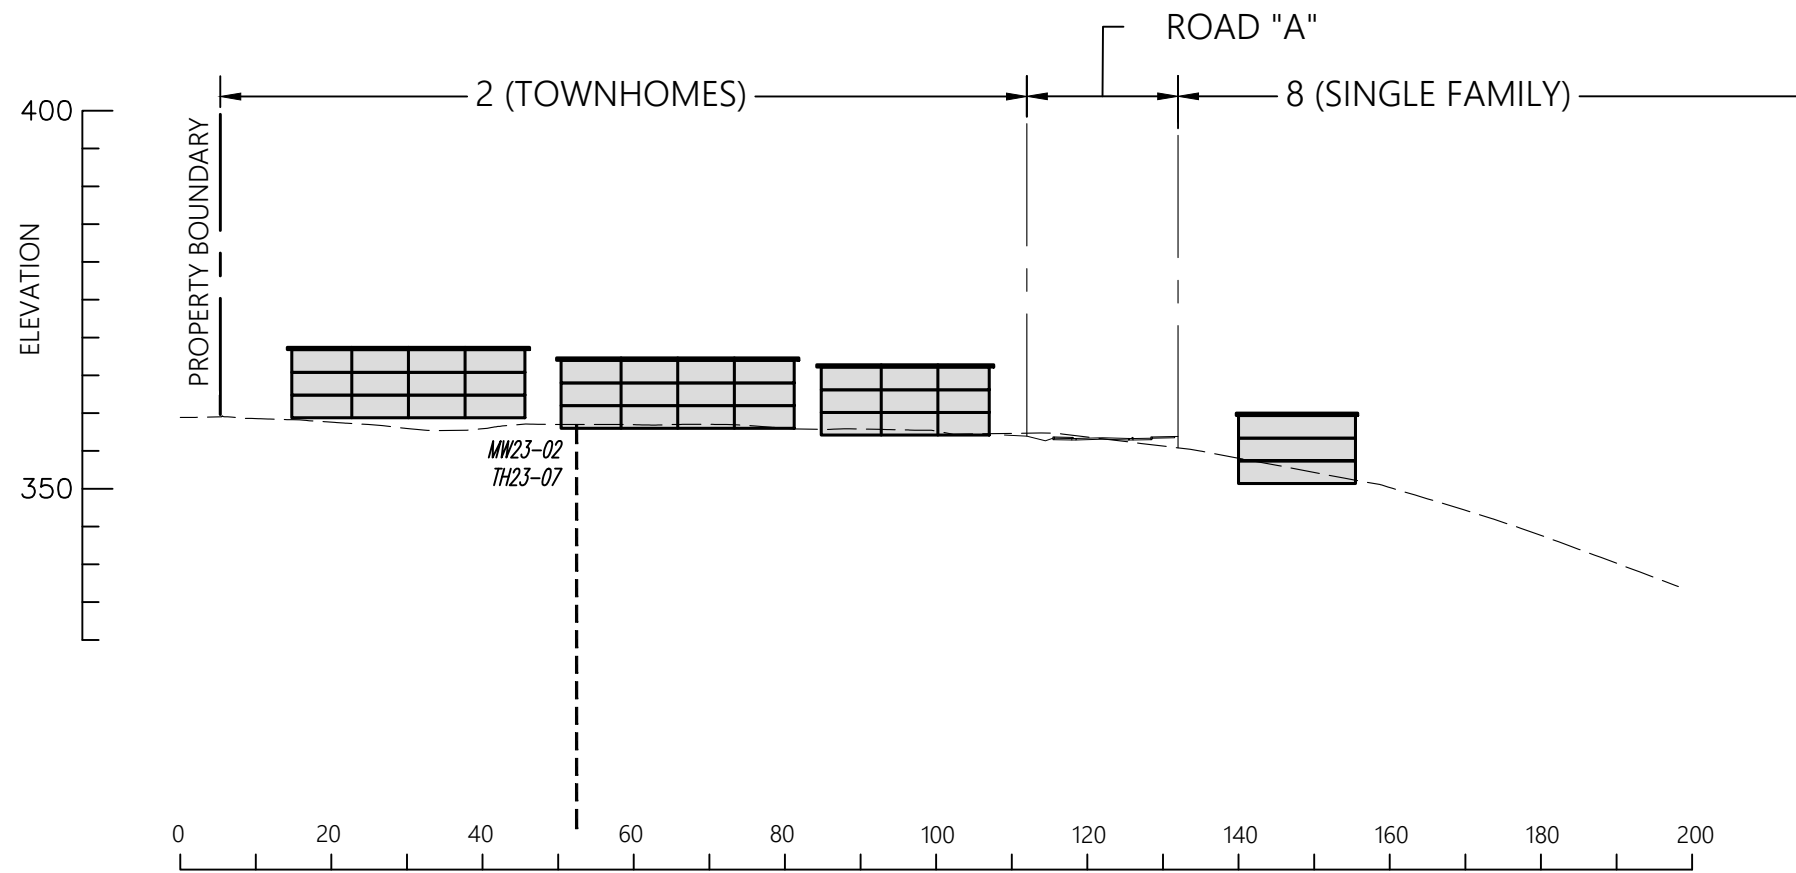 ROAD "A"
2 (TOWNHOMES)
8 (SINGLE FAMILY)
400
PROPERTY BOUNDARY
ELEVATION
MW23-02
TH23-07
350
0 20 40 60 80 100 120 140 160 180 200